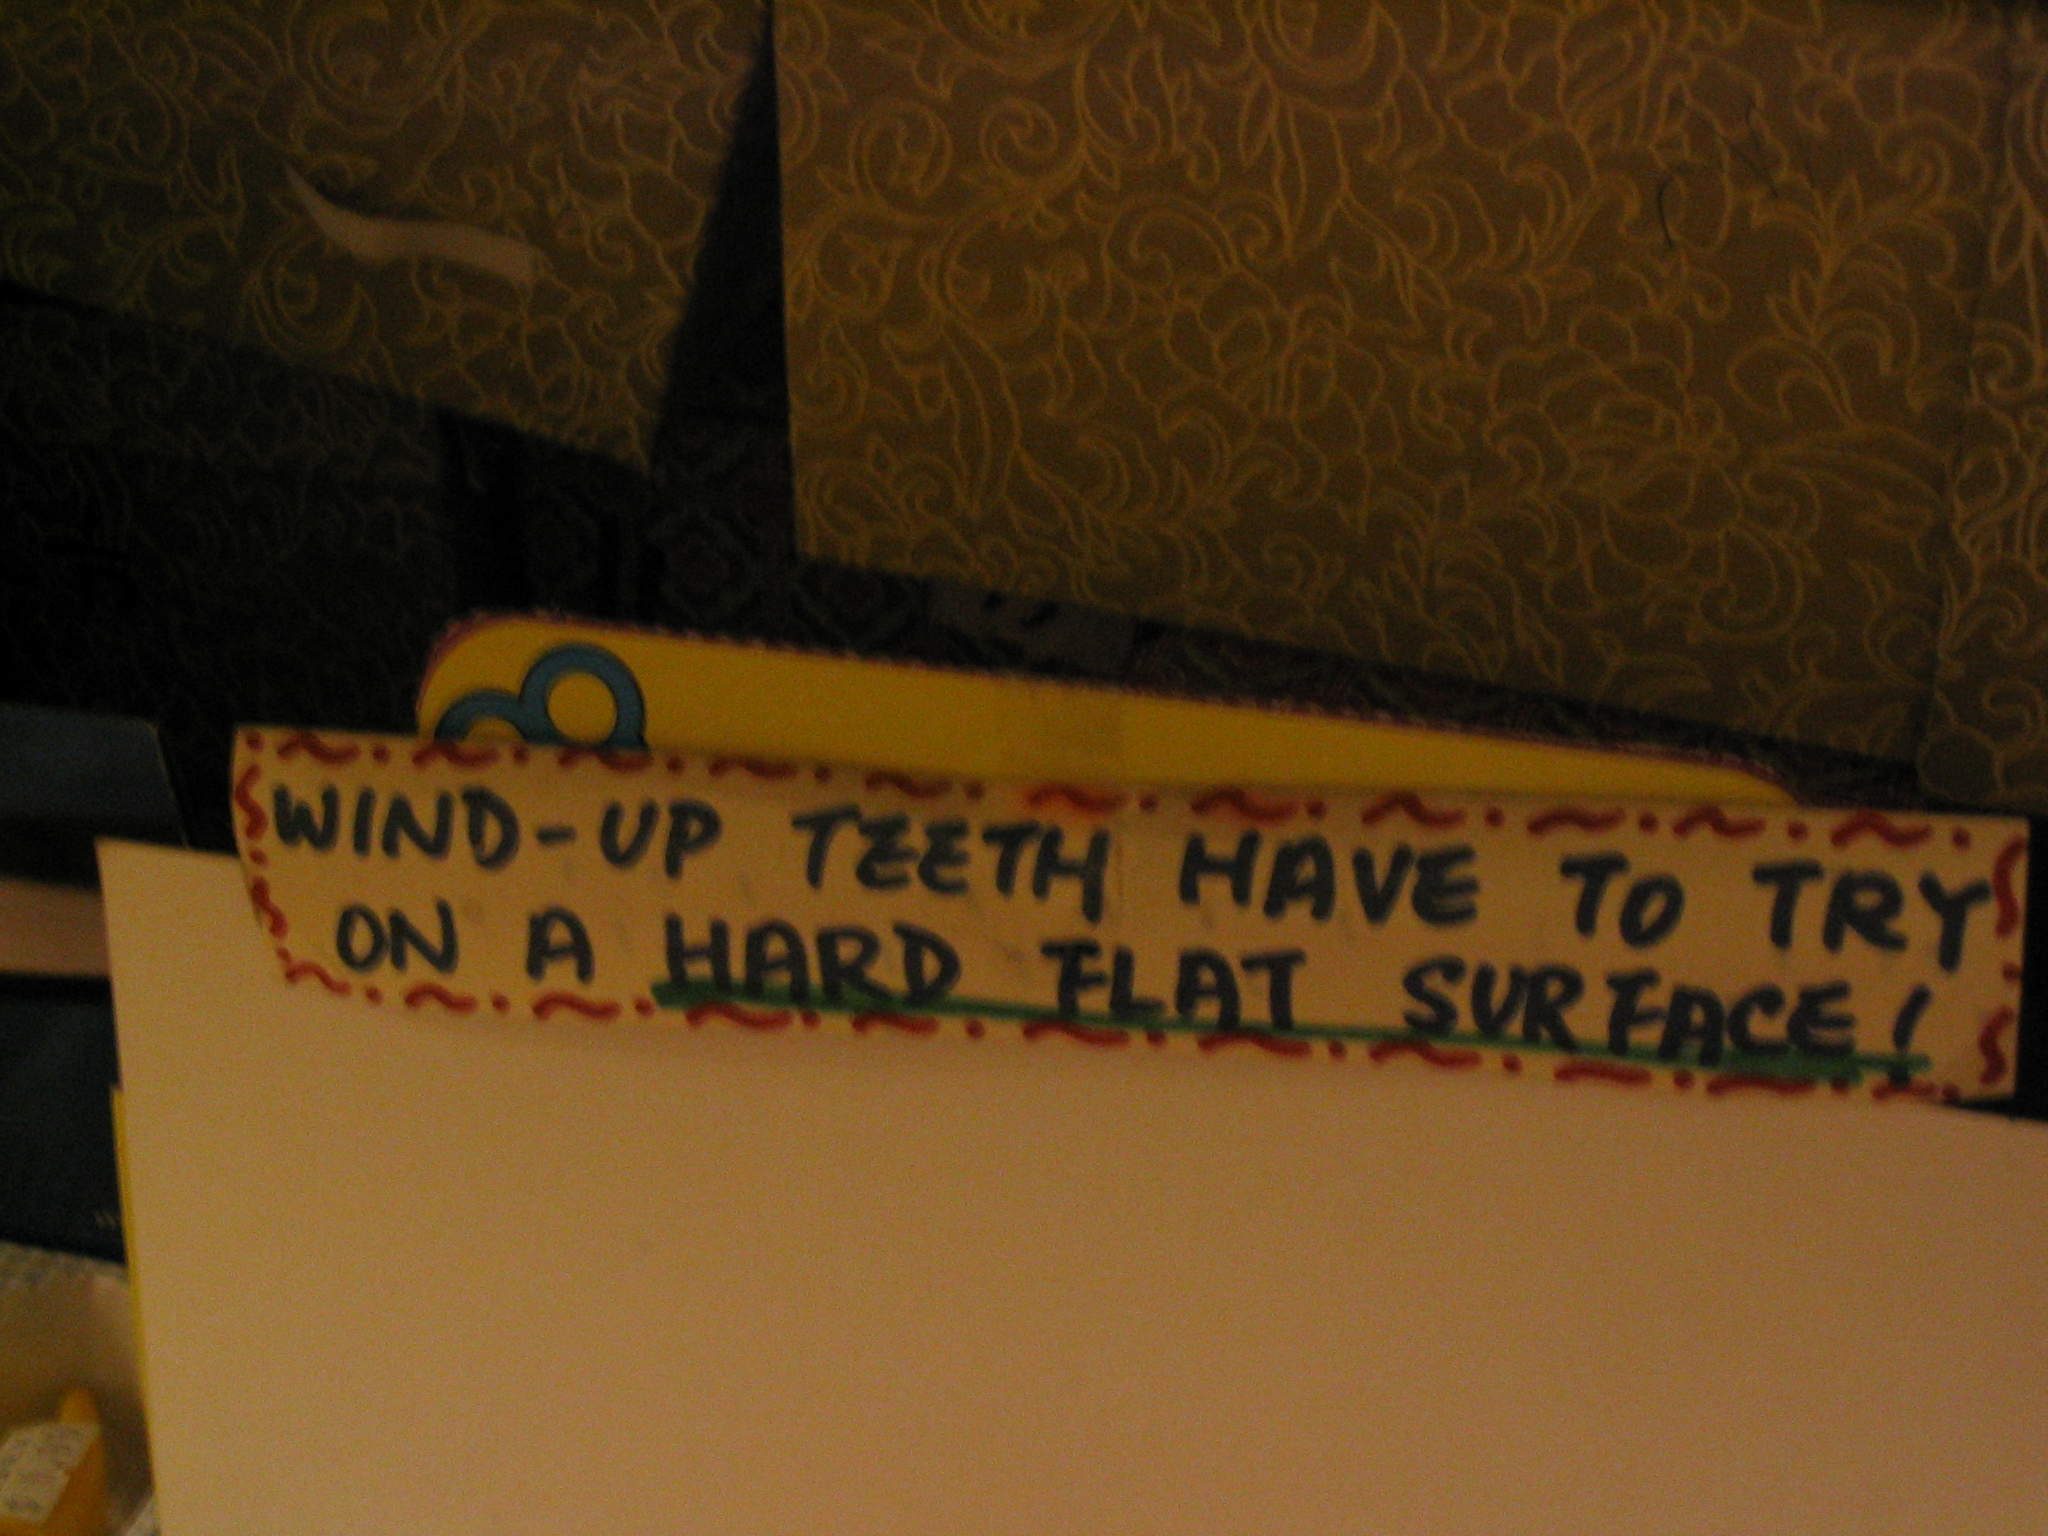 WIND-UP TEETH HAVE TO TRY
ON A HARD FLAT SURFACE!